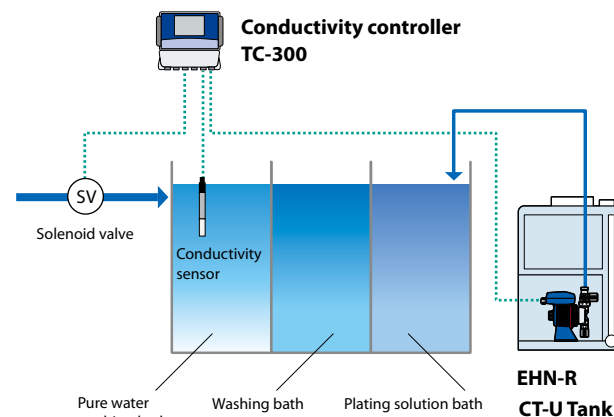 Conductivity controller
TC-300
SV
Solenoid valve
Conductivity
sensor
Pure water
Washing bath
Plating solution bath
EHN-R
CT-U Tank